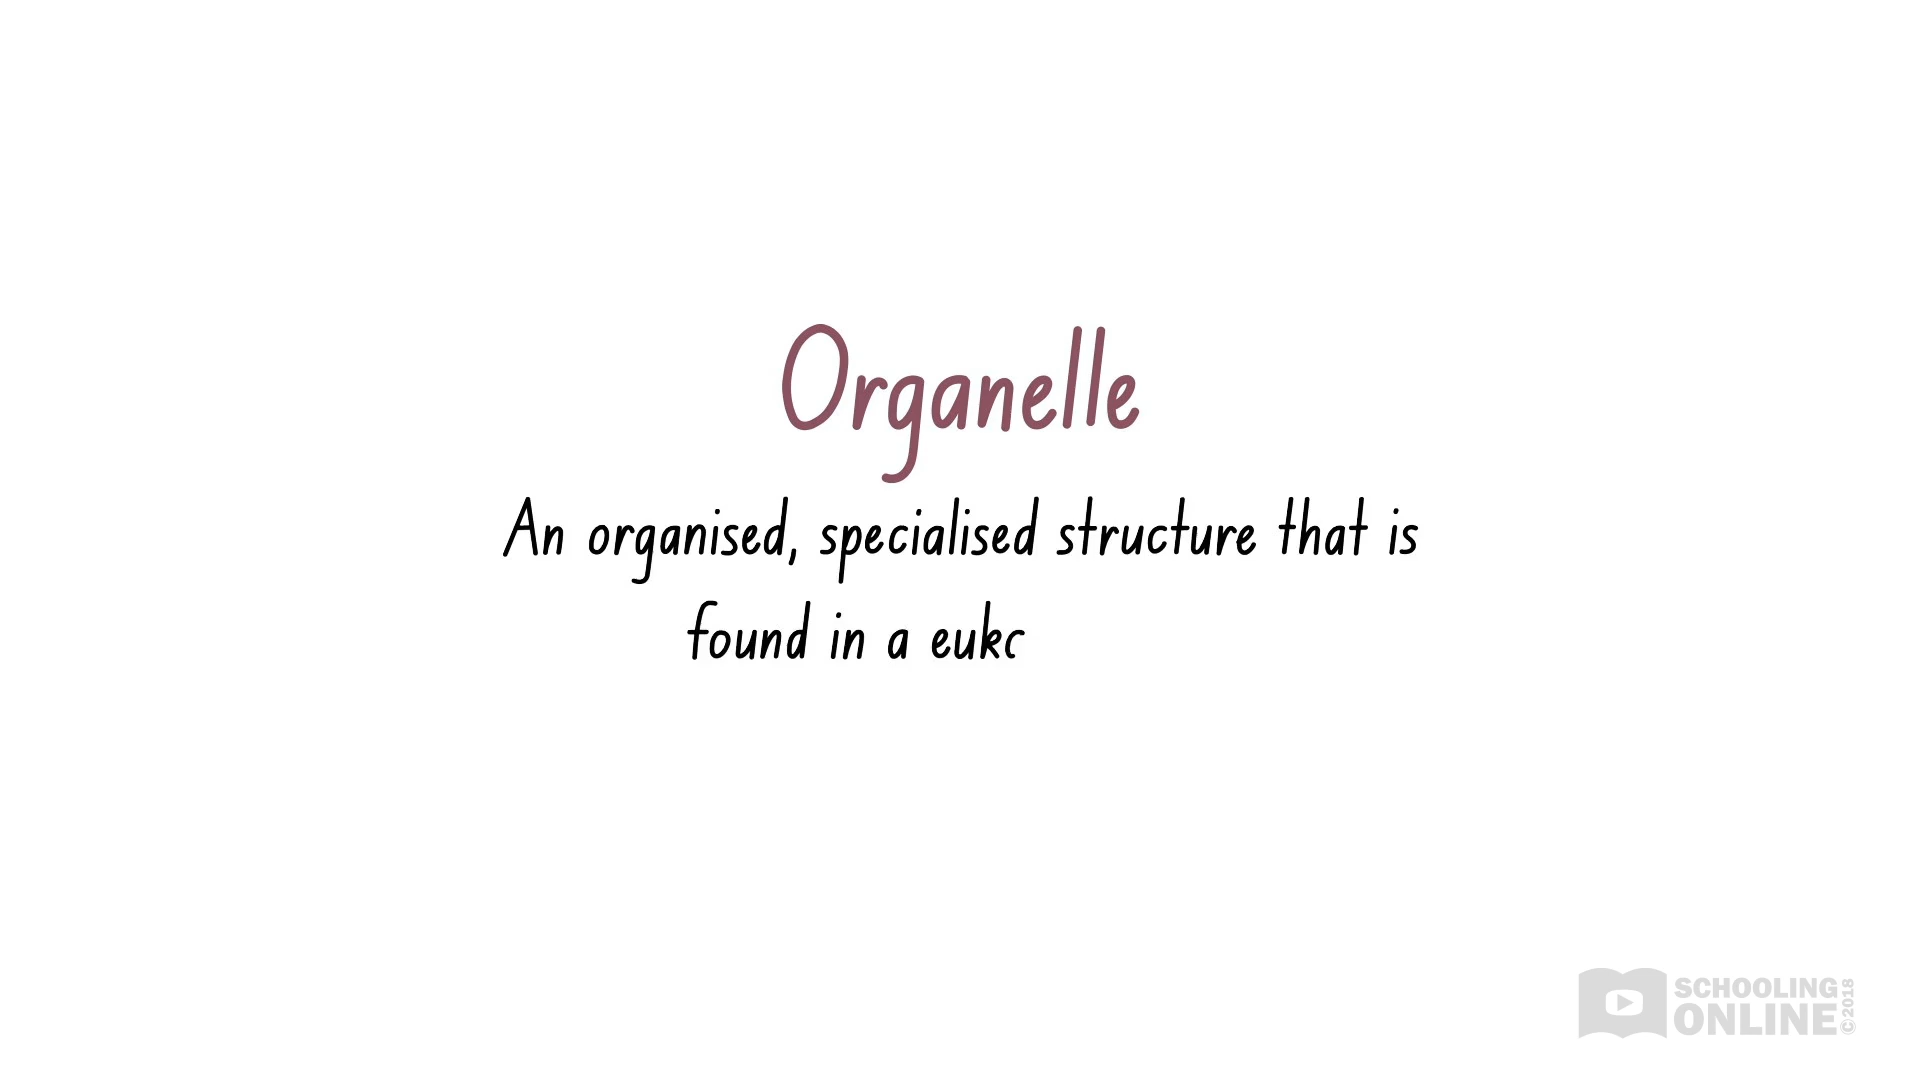 Organelle
An organised, specialised structure that is
found in a eukc
SCHOOLING
ONLINE
©2018